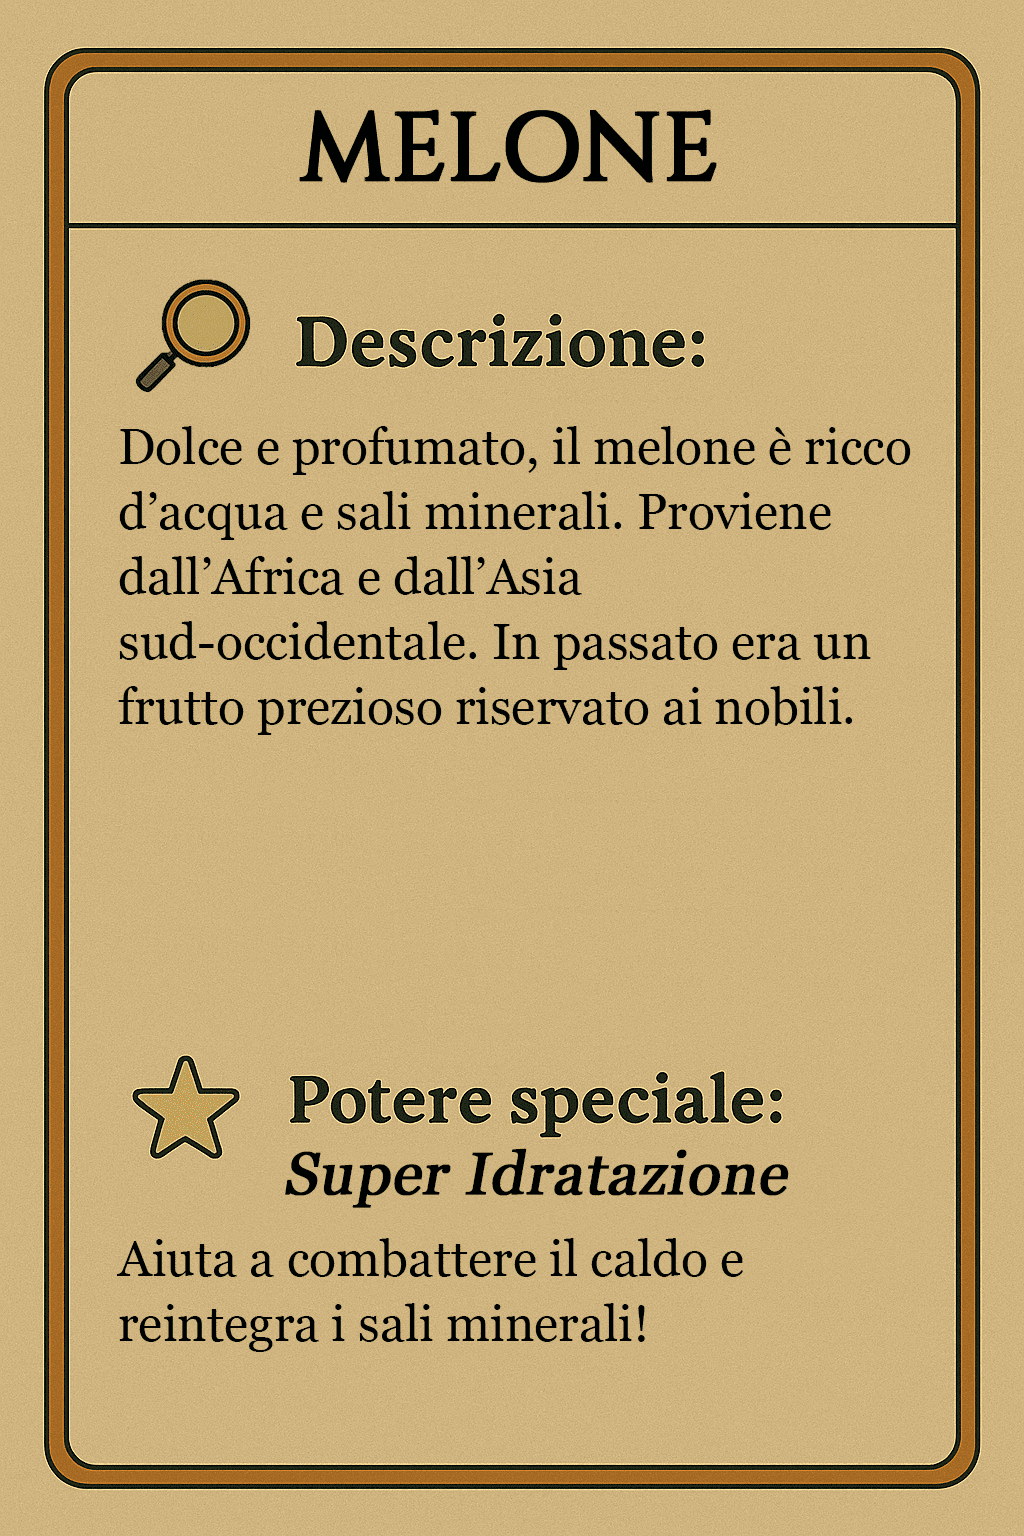 MELONE
Descrizione:
Dolce e profumato, il melone è ricco
d’acqua e sali minerali. Proviene
dall’Africa e dall’Asia
sud-occidentale. In passato era un
frutto prezioso riservato ai nobili.
Potere speciale:
Super Idratazione
Aiuta a combattere il caldo e
reintegra i sali minerali!